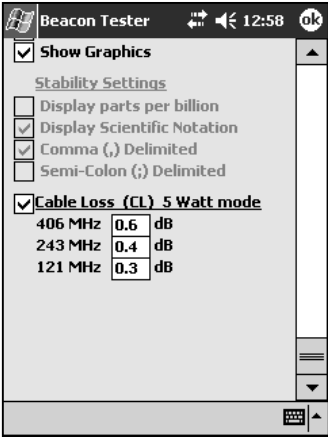 Beacon Tester 12:58 ok
Show Graphics
Stability Settings
Display parts per billion
Display Scientific Notation
Comma (,) Delimited
Semi-Colon (;) Delimited
Cable Loss (CL) 5 Watt mode
406 MHz 0.6 dB
243 MHz 0.4 dB
121 MHz 0.3 dB